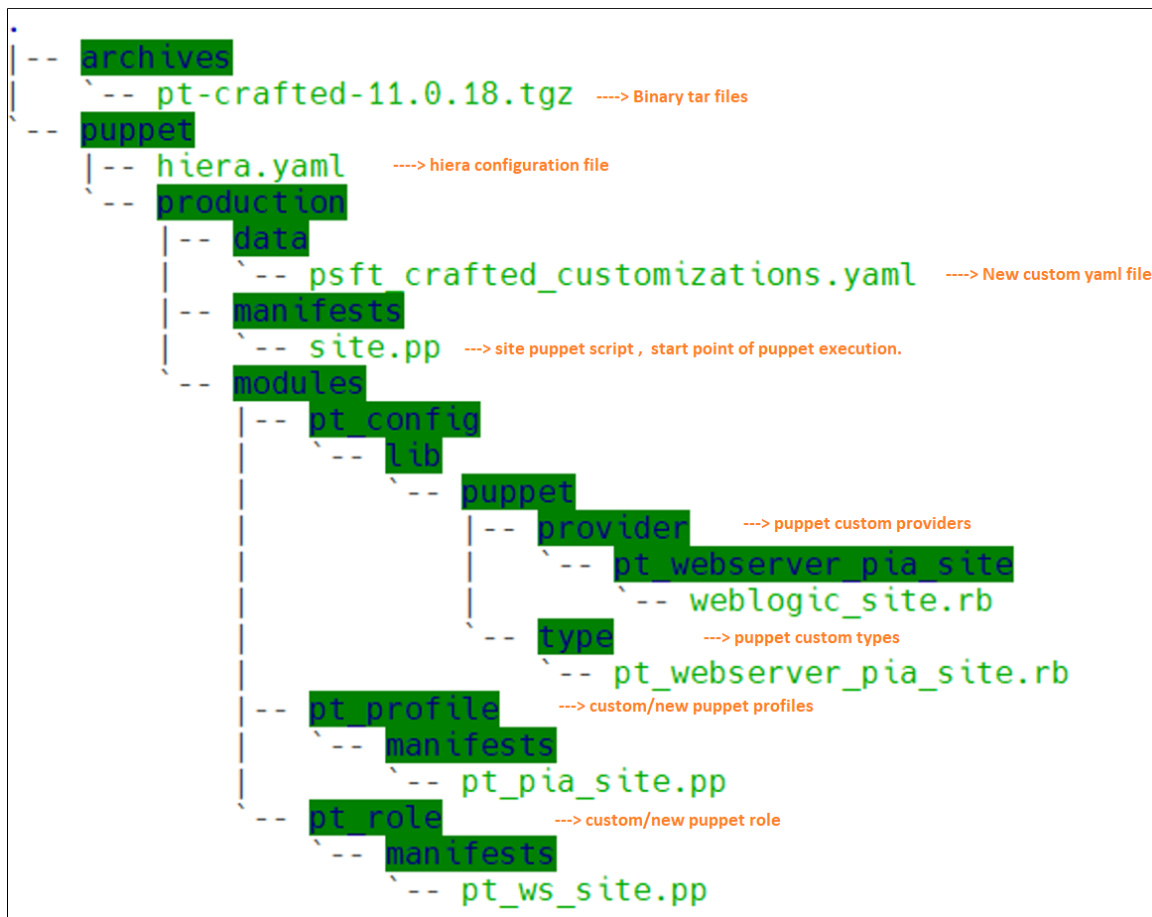 .
|-- archives
|   `-- pt-crafted-11.0.18.tgz ----> Binary tar files
`-- puppet
    |-- hiera.yaml ----> hiera configuration file
    `-- production
        |-- data
        |   `-- psft_crafted_customizations.yaml ----> New custom yaml file
        |-- manifests
        |   `-- site.pp ---> site puppet script , start point of puppet execution.
        `-- modules
            |-- pt_config
            |   `-- lib
            |       `-- puppet
            |           |-- provider ---> puppet custom providers
            |           |   `-- pt_webserver_pia_site
            |           |       `-- weblogic_site.rb
            |           `-- type ---> puppet custom types
            |               `-- pt_webserver_pia_site.rb
            |-- pt_profile ---> custom/new puppet profiles
            |   `-- manifests
            |       `-- pt_pia_site.pp
            `-- pt_role ---> custom/new puppet role
                `-- manifests
                    `-- pt_ws_site.pp